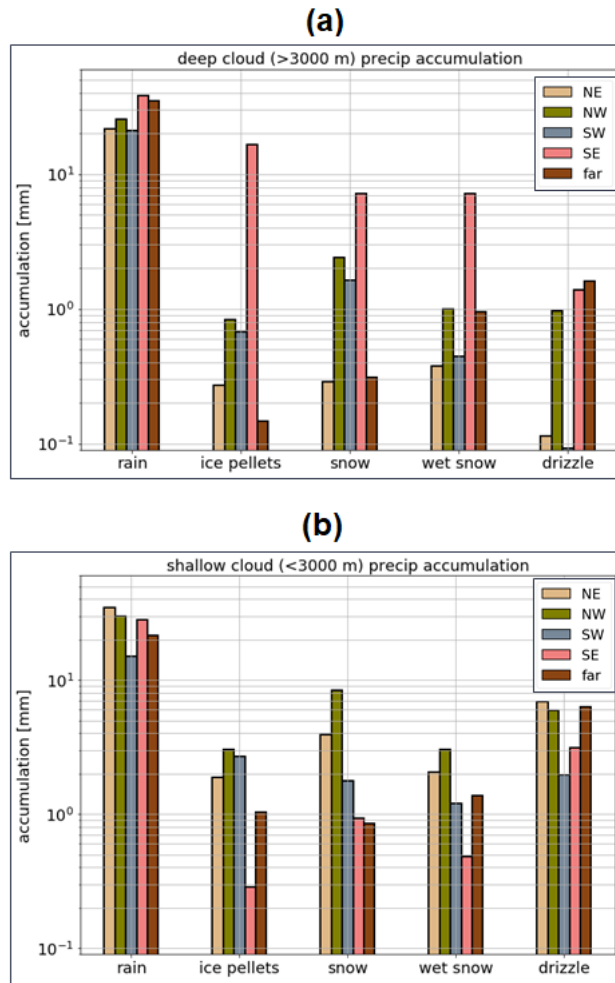 (a)
deep cloud (>3000 m) precip accumulation
NE
NW
SW
SE
far
10¹
10⁰
10⁻¹
accumulation [mm]
rain ice pellets snow wet snow drizzle
(b)
shallow cloud (<3000 m) precip accumulation
NE
NW
SW
SE
far
10¹
10⁰
10⁻¹
accumulation [mm]
rain ice pellets snow wet snow drizzle